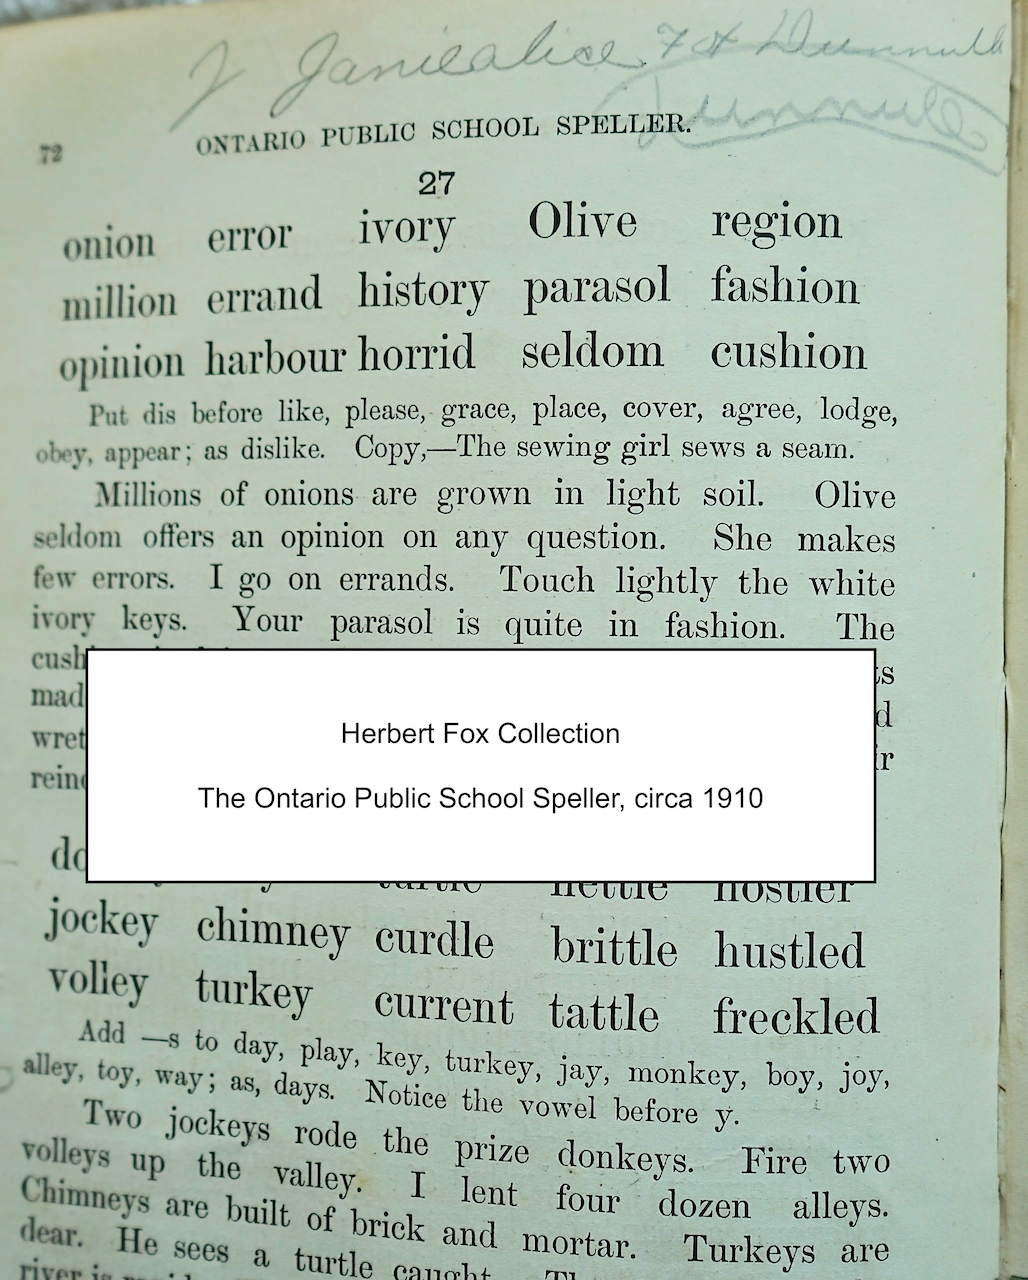 Janiealice
72 ONTARIO PUBLIC SCHOOL SPELLER.
27
onion error ivory Olive region
million errand history parasol fashion
opinion harbour horrid seldom cushion
Put dis before like, please, grace, place, cover, agree, lodge,
obey, appear; as dislike. Copy,—The sewing girl sews a seam.
Millions of onions are grown in light soil. Olive
seldom offers an opinion on any question. She makes
few errors. I go on errands. Touch lightly the white
ivory keys. Your parasol is quite in fashion. The
Herbert Fox Collection
The Ontario Public School Speller, circa 1910
turtle nettle hostler
jockey chimney curdle brittle hustled
volley turkey current tattle freckled
Add —s to day, play, key, turkey, jay, monkey, boy, joy,
alley, toy, way; as, days. Notice the vowel before y.
Two jockeys rode the prize donkeys. Fire two
volleys up the valley. I lent four dozen alleys.
Chimneys are built of brick and mortar. Turkeys are
dear. He sees a turtle caught.
river is